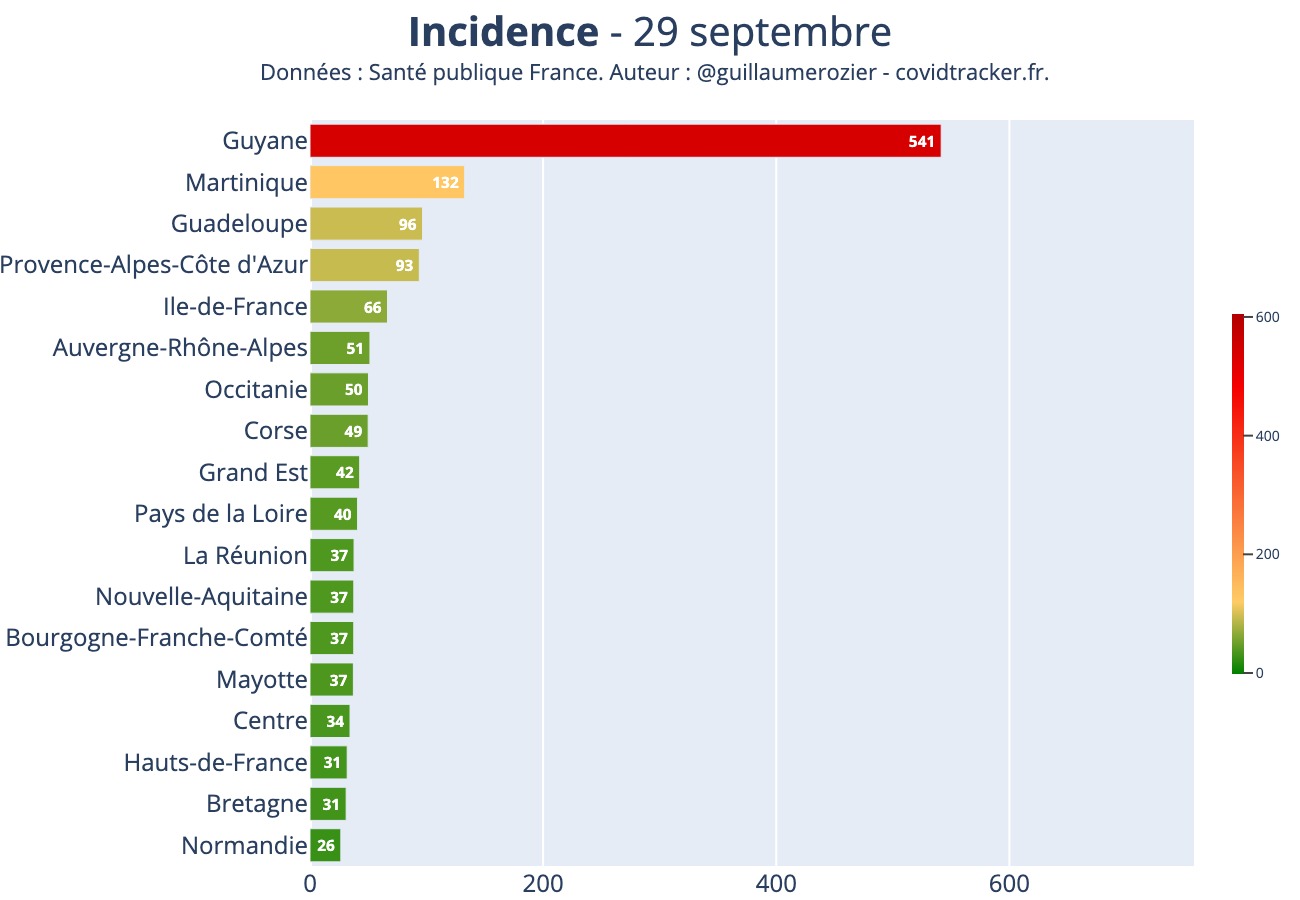 Incidence - 29 septembre
Données : Santé publique France. Auteur : @guillaumerozier - covidtracker.fr.
Guyane 541
Martinique 132
Guadeloupe 96
Provence-Alpes-Côte d'Azur 93
Ile-de-France 66
Auvergne-Rhône-Alpes 51
Occitanie 50
Corse 49
Grand Est 42
Pays de la Loire 40
La Réunion 37
Nouvelle-Aquitaine 37
Bourgogne-Franche-Comté 37
Mayotte 37
Centre 34
Hauts-de-France 31
Bretagne 31
Normandie 26
0 200 400 600
600
400
200
0